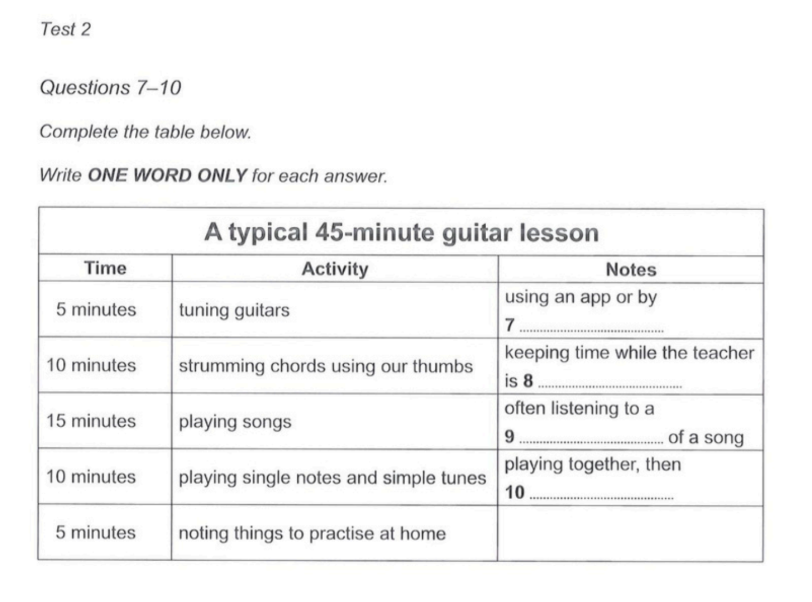 Test 2
Questions 7–10
Complete the table below.
Write ONE WORD ONLY for each answer.
A typical 45-minute guitar lesson
Time Activity Notes
5 minutes tuning guitars using an app or by
7 ........................................
10 minutes strumming chords using our thumbs keeping time while the teacher
is 8 ........................................
15 minutes playing songs often listening to a
9 ........................................ of a song
10 minutes playing single notes and simple tunes playing together, then
10 ........................................
5 minutes noting things to practise at home